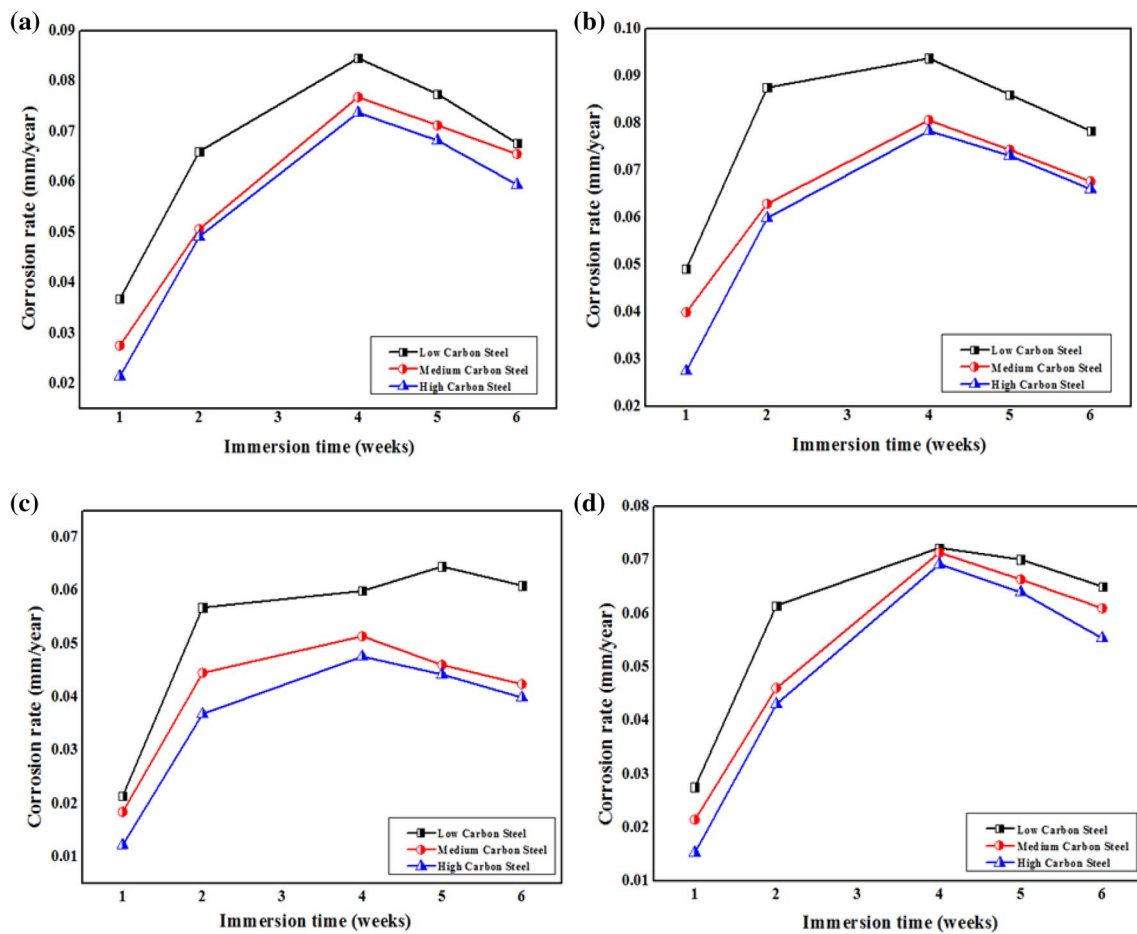 (a)
Corrosion rate (mm/year)
0.09
0.08
0.07
0.06
0.05
0.04
0.03
0.02
Low Carbon Steel
Medium Carbon Steel
High Carbon Steel
1 2 3 4 5 6
Immersion time (weeks)
(b)
Corrosion rate (mm/year)
0.10
0.09
0.08
0.07
0.06
0.05
0.04
0.03
0.02
Low Carbon Steel
Medium Carbon Steel
High Carbon Steel
1 2 3 4 5 6
Immersion time (weeks)
(c)
Corrosion rate (mm/year)
0.07
0.06
0.05
0.04
0.03
0.02
0.01
Low Carbon Steel
Medium Carbon Steel
High Carbon Steel
1 2 3 4 5 6
Immersion time (weeks)
(d)
Corrosion rate (mm/year)
0.08
0.07
0.06
0.05
0.04
0.03
0.02
0.01
Low Carbon Steel
Medium Carbon Steel
High Carbon Steel
1 2 3 4 5 6
Immersion time (weeks)